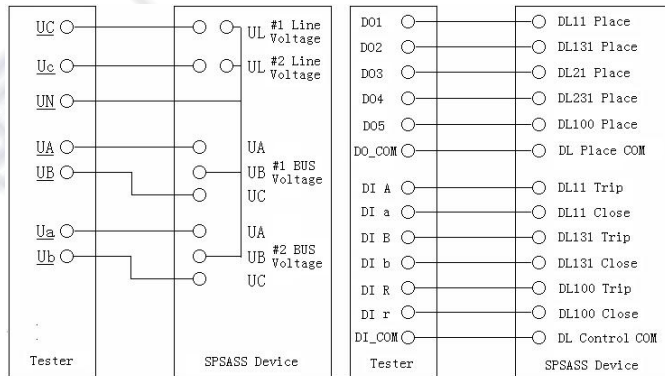 UC
UL #1 Line Voltage
Uc
UL #2 Line Voltage
UN
UA
UA
UB
UB #1 BUS Voltage
UC
Ua
UA
Ub
UB #2 BUS Voltage
UC
Tester
SPSASS Device
DO1
DL11 Place
DO2
DL131 Place
DO3
DL21 Place
DO4
DL231 Place
DO5
DL100 Place
DO_COM
DL Place COM
DI A
DL11 Trip
DI a
DL11 Close
DI B
DL131 Trip
DI b
DL131 Close
DI R
DL100 Trip
DI r
DL100 Close
DI_COM
DL Control COM
Tester
SPSASS Device